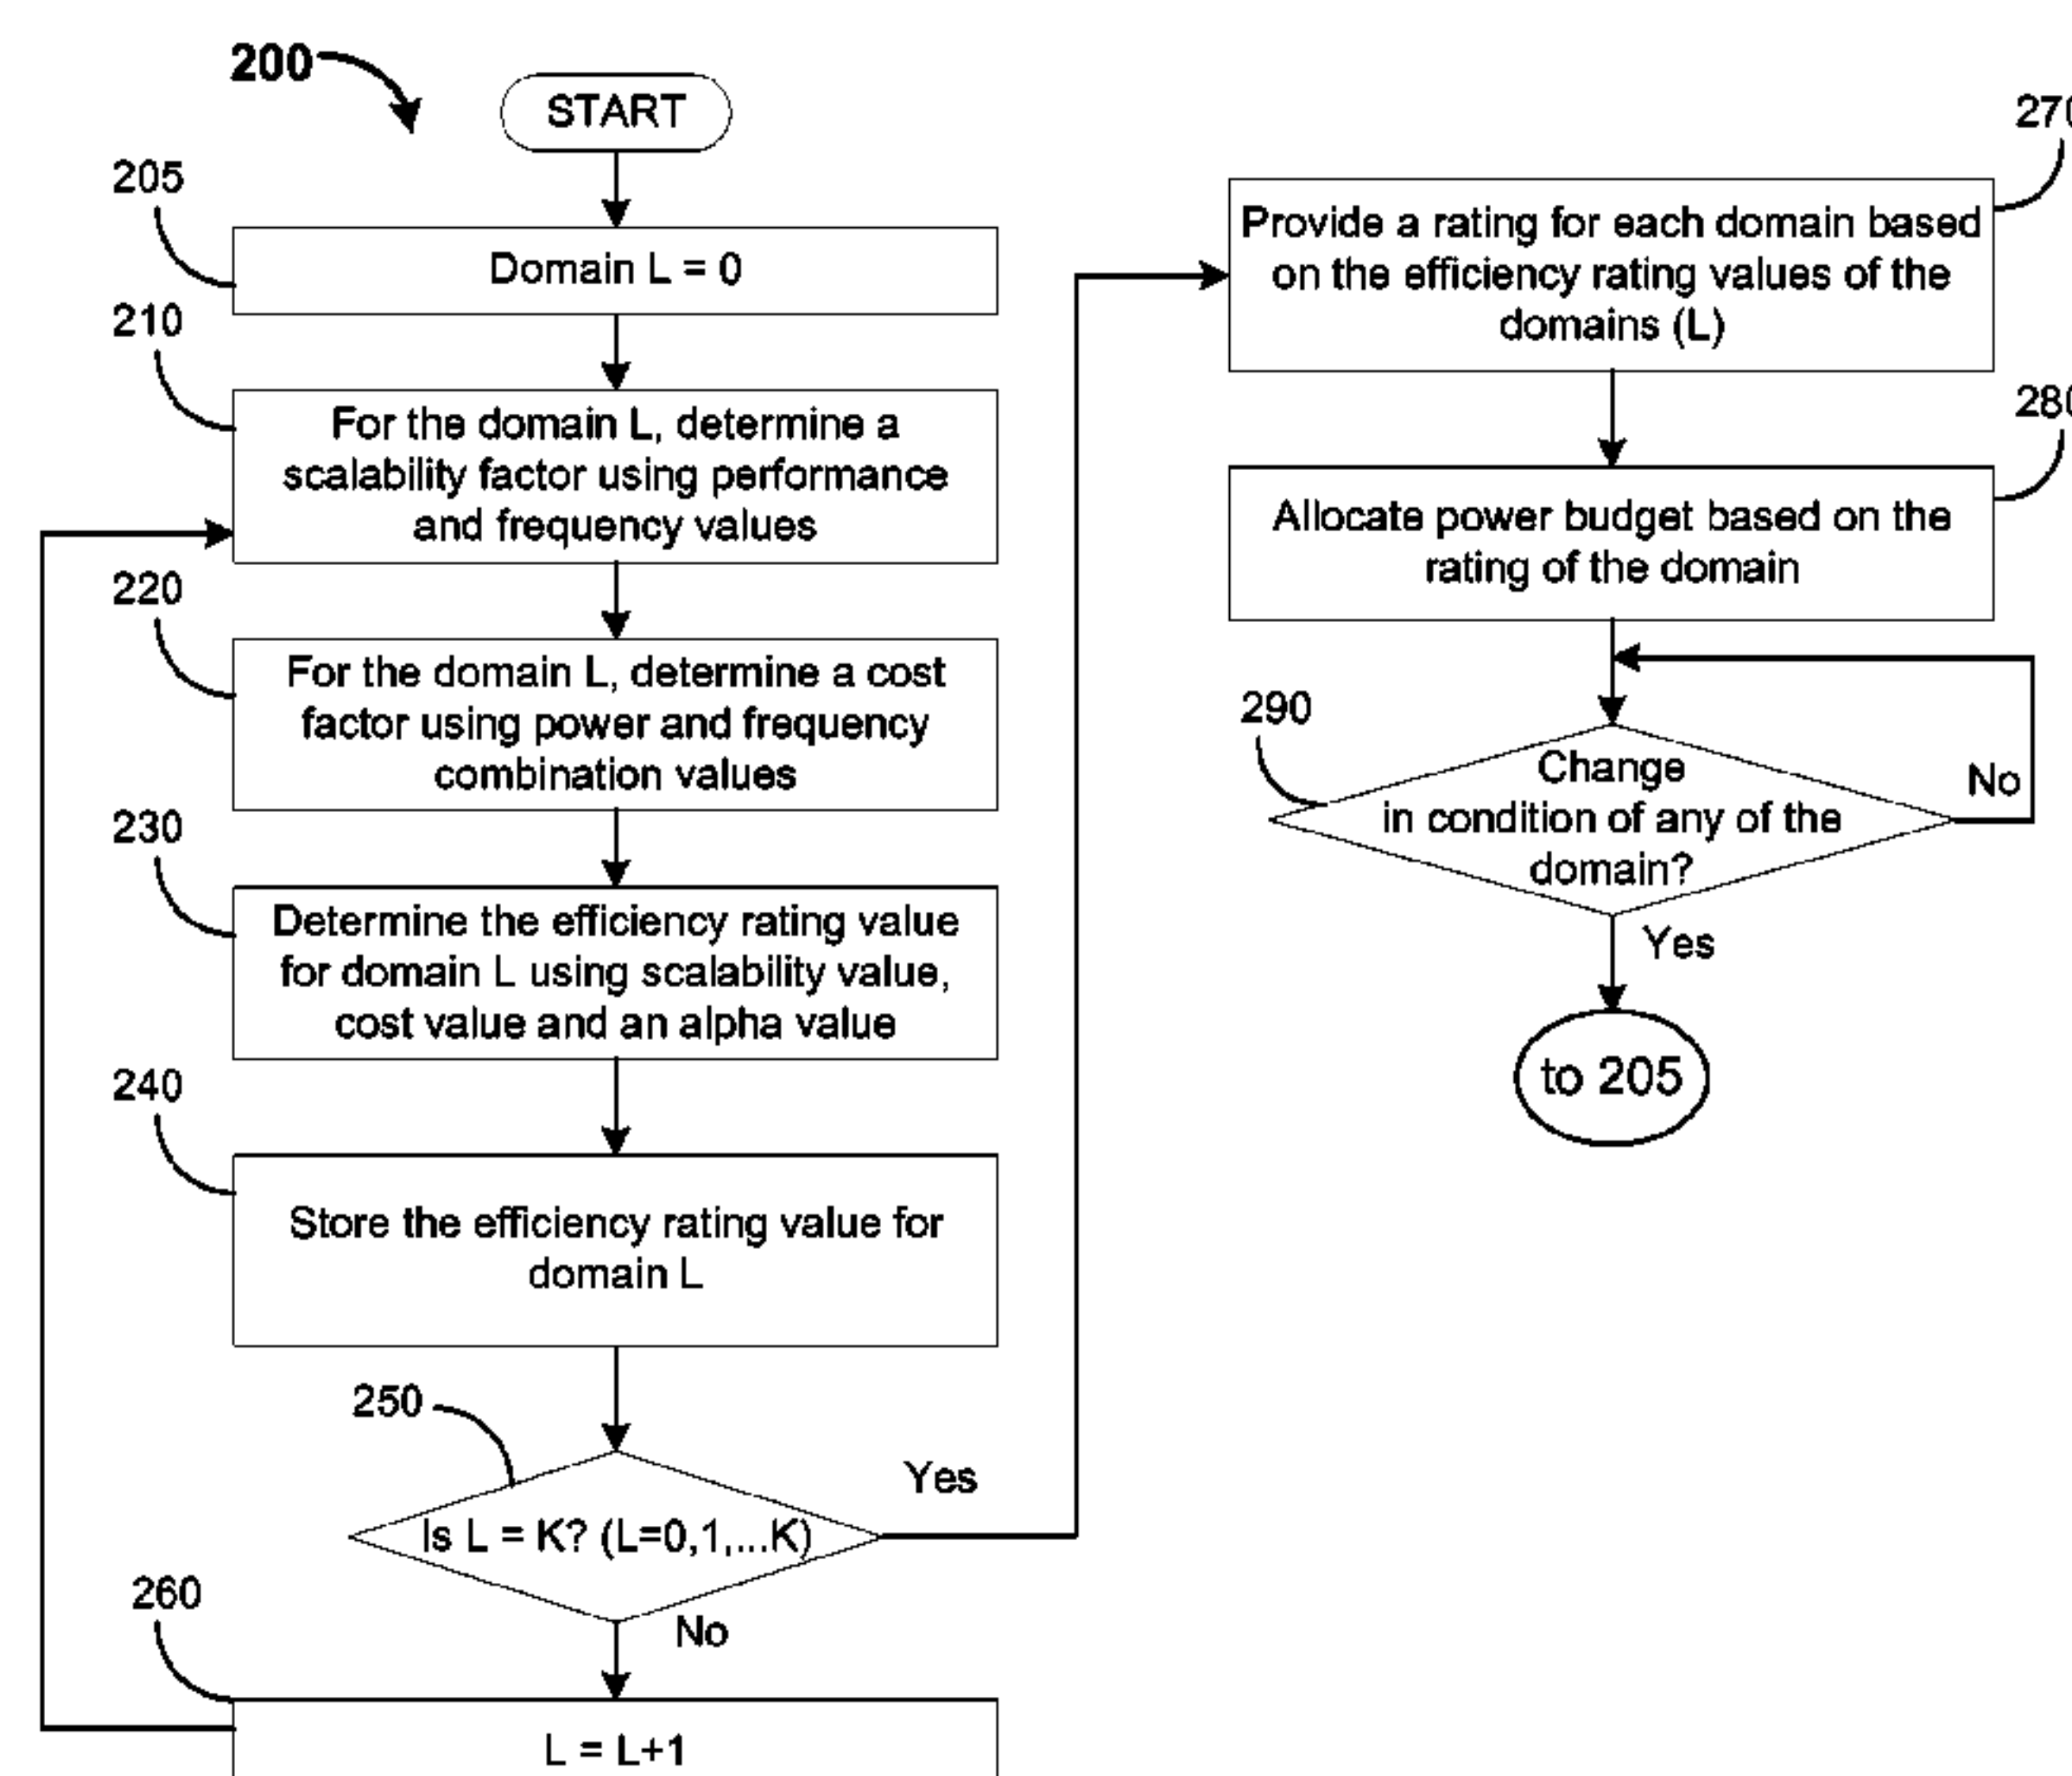 200
START
205
Domain L = 0
210
For the domain L, determine a
scalability factor using performance
and frequency values
220
For the domain L, determine a cost
factor using power and frequency
combination values
230
Determine the efficiency rating value
for domain L using scalability value,
cost value and an alpha value
240
Store the efficiency rating value for
domain L
250
Is L = K? (L=0,1,...K)
Yes
No
260
L = L+1
270
Provide a rating for each domain based
on the efficiency rating values of the
domains (L)
280
Allocate power budget based on the
rating of the domain
290
Change
in condition of any of the
domain?
No
Yes
to 205